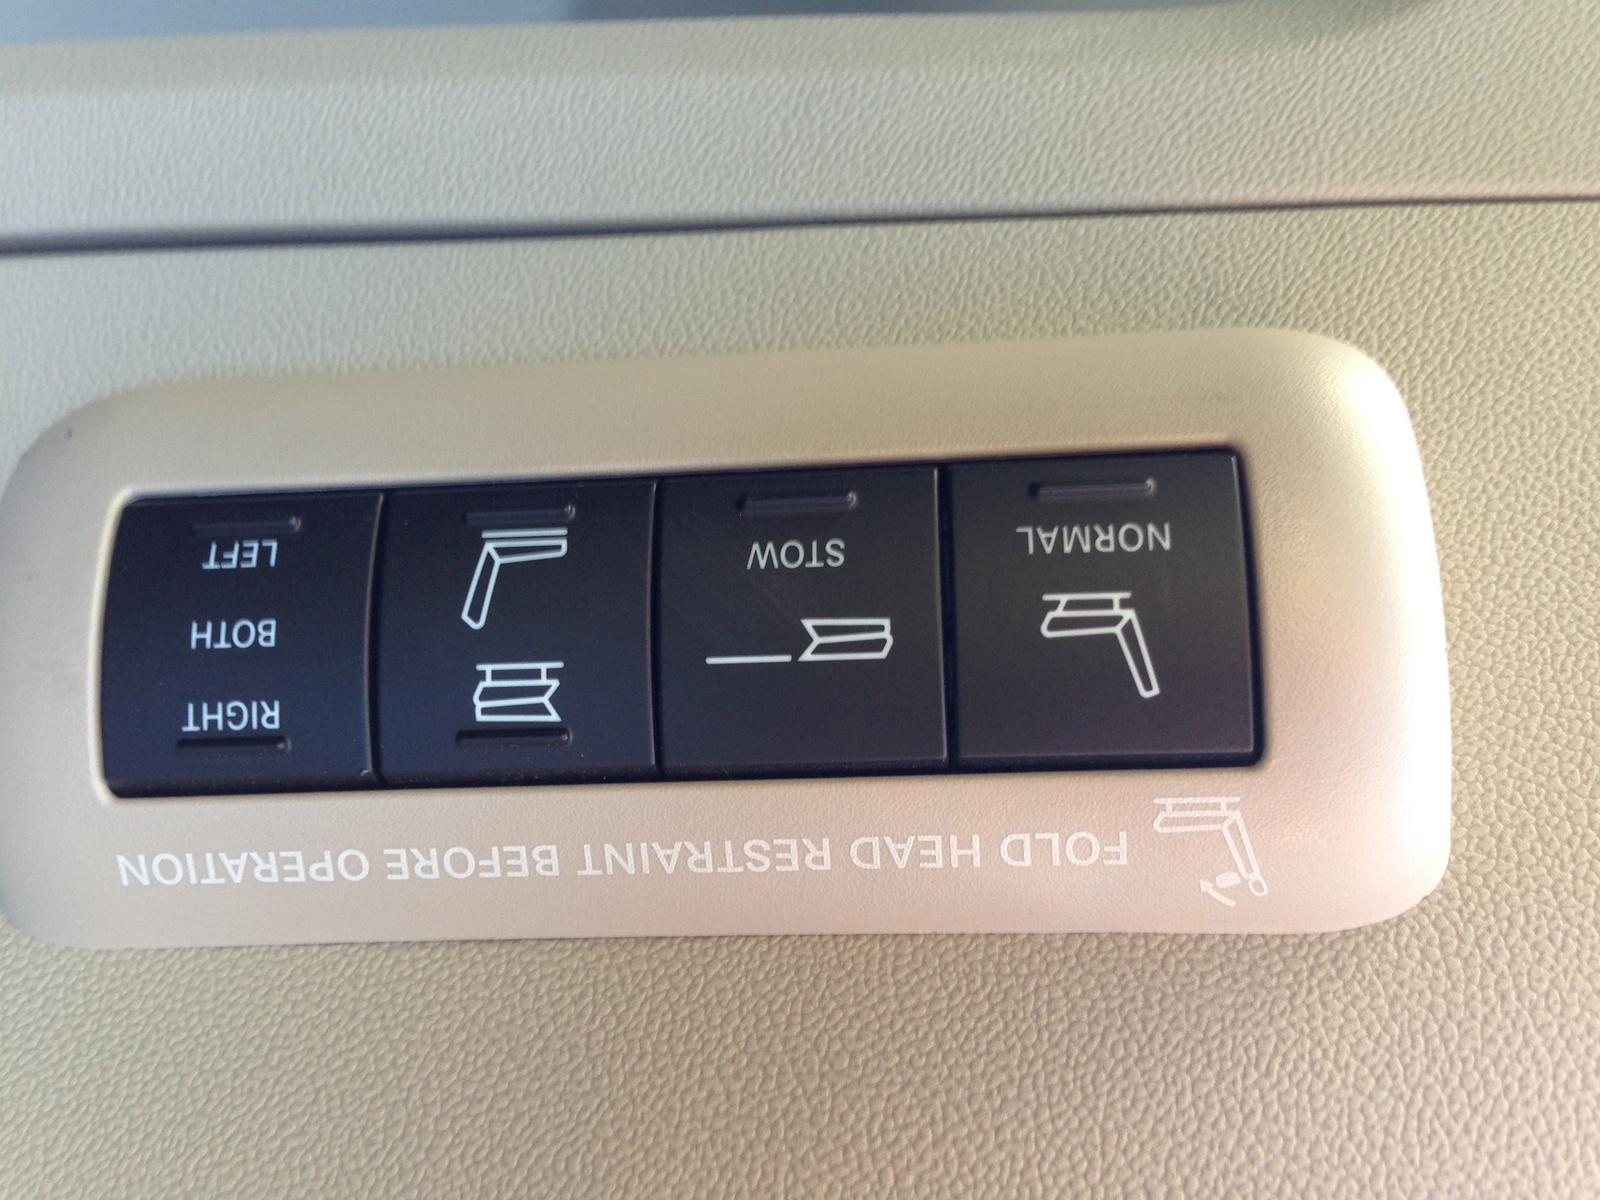 FOLD HEAD RESTRAINT BEFORE OPERATION
NORMAL
STOW
RIGHT
BOTH
LEFT